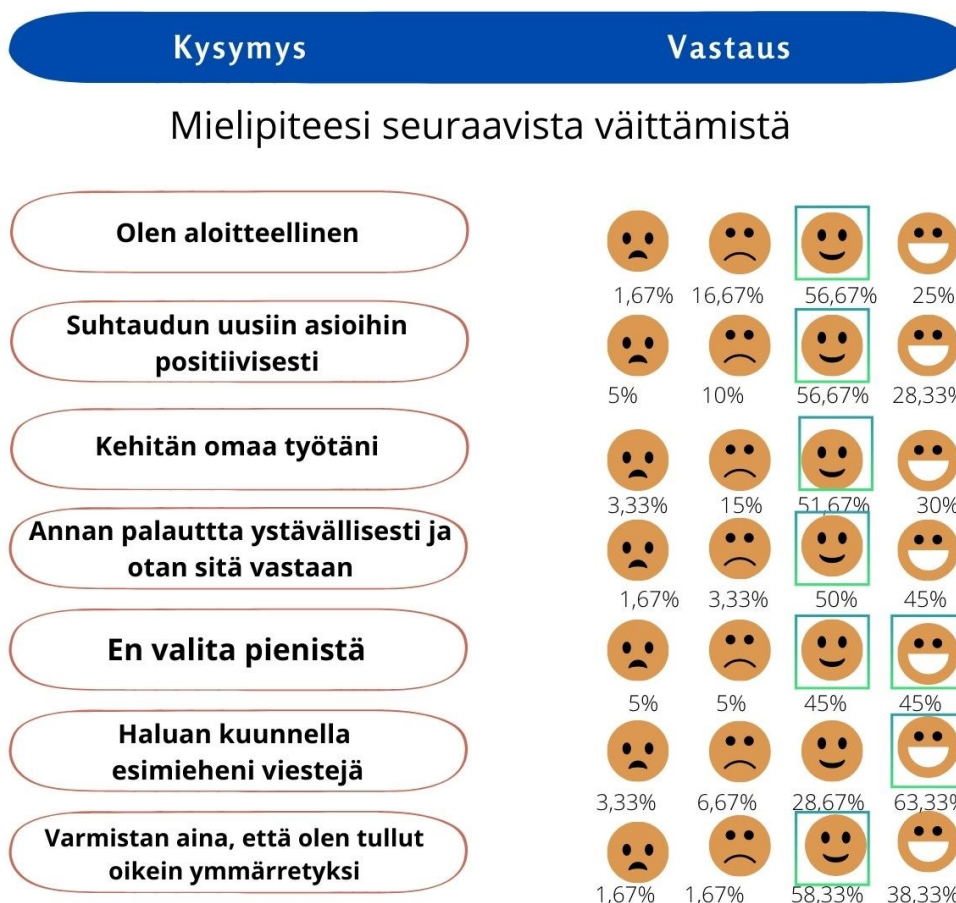 Kysymys Vastaus
Mielipiteesi seuraavista väittämistä
Olen aloitteellinen
1,67% 16,67% 56,67% 25%
Suhtaudun uusiin asioihin
positiivisesti
5% 10% 56,67% 28,33%
Kehitän omaa työtäni
3,33% 15% 51,67% 30%
Annan palauttta ystävällisesti ja
otan sitä vastaan
1,67% 3,33% 50% 45%
En valita pienistä
5% 5% 45% 45%
Haluan kuunnella
esimieheni viestejä
3,33% 6,67% 28,67% 63,33%
Varmistan aina, että olen tullut
oikein ymmärretyksi
1,67% 1,67% 58,33% 38,33%